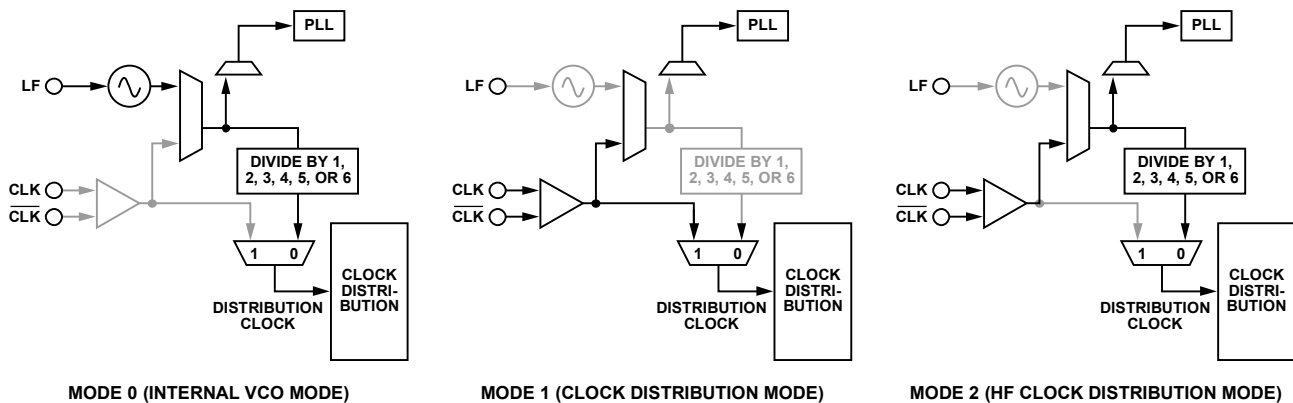 PLL
LF
DIVIDE BY 1,
2, 3, 4, 5, OR 6
CLK
CLK
1 0
CLOCK
DISTRI-
BUTION
DISTRIBUTION
CLOCK
MODE 0 (INTERNAL VCO MODE)
PLL
LF
DIVIDE BY 1,
2, 3, 4, 5, OR 6
CLK
CLK
1 0
CLOCK
DISTRI-
BUTION
DISTRIBUTION
CLOCK
MODE 1 (CLOCK DISTRIBUTION MODE)
PLL
LF
DIVIDE BY 1,
2, 3, 4, 5, OR 6
CLK
CLK
1 0
CLOCK
DISTRI-
BUTION
DISTRIBUTION
CLOCK
MODE 2 (HF CLOCK DISTRIBUTION MODE)